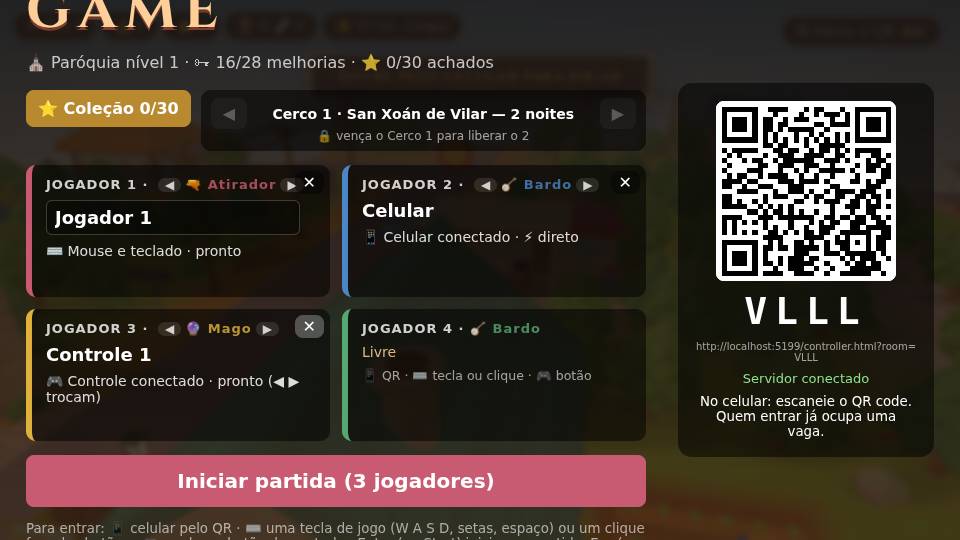 GAME
Paróquia nível 1 · 16/28 melhorias · 0/30 achados
Coleção 0/30
Cerco 1 · San Xoán de Vilar — 2 noites
vença o Cerco 1 para liberar o 2
JOGADOR 1 · ◀ Atirador ▶ ✕
Jogador 1
Mouse e teclado · pronto
JOGADOR 2 · ◀ Bardo ▶ ✕
Celular
Celular conectado · ⚡ direto
JOGADOR 3 · ◀ Mago ▶ ✕
Controle 1
Controle conectado · pronto (◀ ▶
trocam)
JOGADOR 4 · Bardo
Livre
QR · tecla ou clique · botão
Iniciar partida (3 jogadores)
Para entrar: celular pelo QR · uma tecla de jogo (W A S D, setas, espaço) ou um clique
VLLL
http://localhost:5199/controller.html?room=
VLLL
Servidor conectado
No celular: escaneie o QR code.
Quem entrar já ocupa uma
vaga.